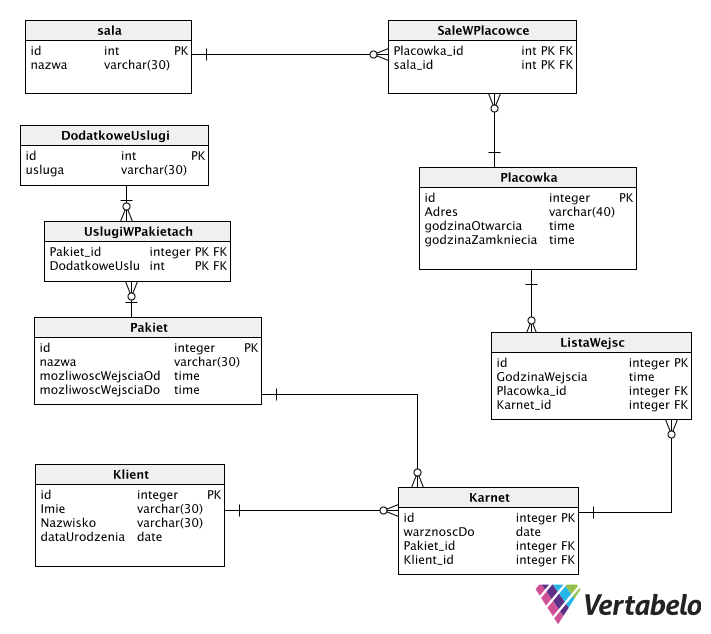 sala
id int PK
nazwa varchar(30)
SaleWPlacowce
Placowka_id int PK FK
sala_id int PK FK
DodatkoweUslugi
id int PK
usluga varchar(30)
Placowka
id integer PK
Adres varchar(40)
godzinaOtwarcia time
godzinaZamkniecia time
UslugiWPakietach
Pakiet_id integer PK FK
DodatkoweUslu int PK FK
Pakiet
id integer PK
nazwa varchar(30)
mozliwoscWejsciaOd time
mozliwoscWejsciaDo time
ListaWejsc
id integer PK
GodzinaWejscia time
Placowka_id integer FK
Karnet_id integer FK
Klient
id integer PK
Imie varchar(30)
Nazwisko varchar(30)
dataUrodzenia date
Karnet
id integer PK
warznoscDo date
Pakiet_id integer FK
Klient_id integer FK
Vertabelo